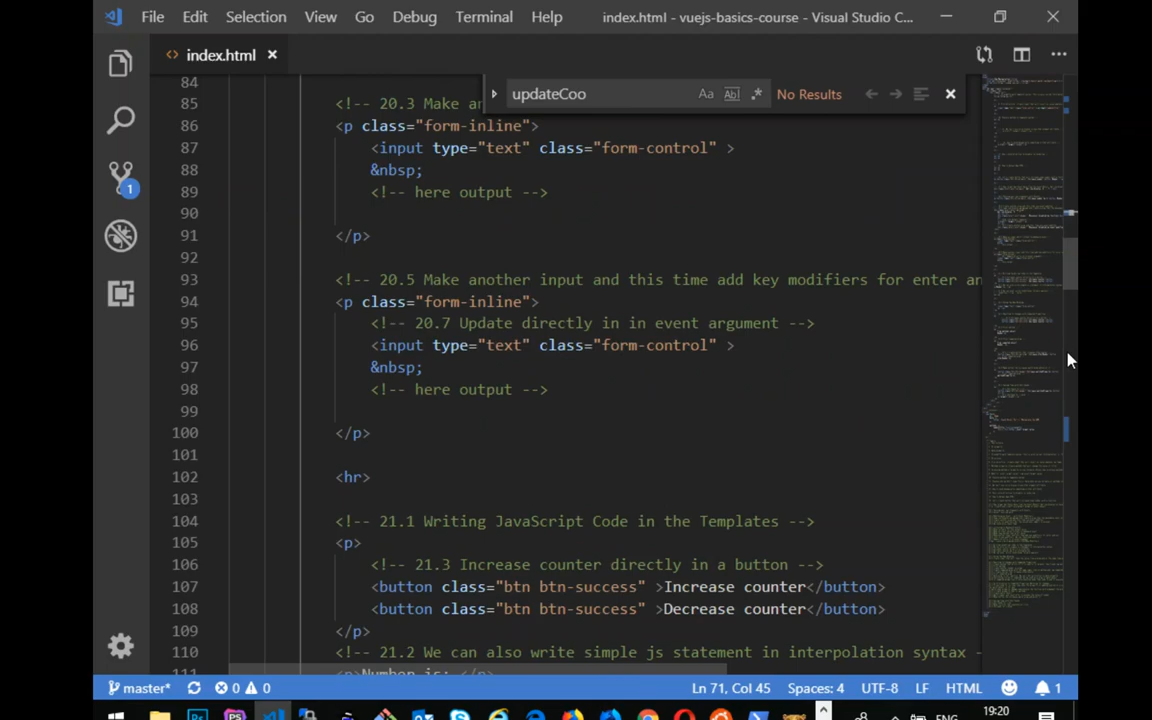 File Edit Selection View Go Debug Terminal Help index.html - vuejs-basics-course - Visual Studio C...
<> index.html ×
updateCoo Aa Abl .* No Results
84
85 <!-- 20.3 Make a
86 <p class="form-inline">
87 <input type="text" class="form-control" >
88 &nbsp;
89 <!-- here output -->
90
91 </p>
92
93 <!-- 20.5 Make another input and this time add key modifiers for enter an
94 <p class="form-inline">
95 <!-- 20.7 Update directly in in event argument -->
96 <input type="text" class="form-control" >
97 &nbsp;
98 <!-- here output -->
99
100 </p>
101
102 <hr>
103
104 <!-- 21.1 Writing JavaScript Code in the Templates -->
105 <p>
106 <!-- 21.3 Increase counter directly in a button -->
107 <button class="btn btn-success" >Increase counter</button>
108 <button class="btn btn-success" >Decrease counter</button>
109 </p>
110 <!-- 21.2 We can also write simple js statement in interpolation syntax -
111 <p>Number is: </p>
1
master* 0 0 Ln 71, Col 45 Spaces: 4 UTF-8 LF HTML 1
19:20
ENG